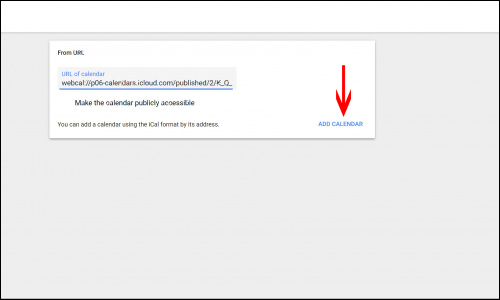 From URL
URL of calendar
webcal://p06-calendars.icloud.com/published/2/K_Q_
Make the calendar publicly accessible
You can add a calendar using the iCal format by its address.
ADD CALENDAR